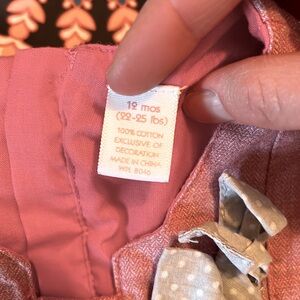 12 mos
(22-25 lbs)
100% COTTON
EXCLUSIVE OF
DECORATION
MADE IN CHINA